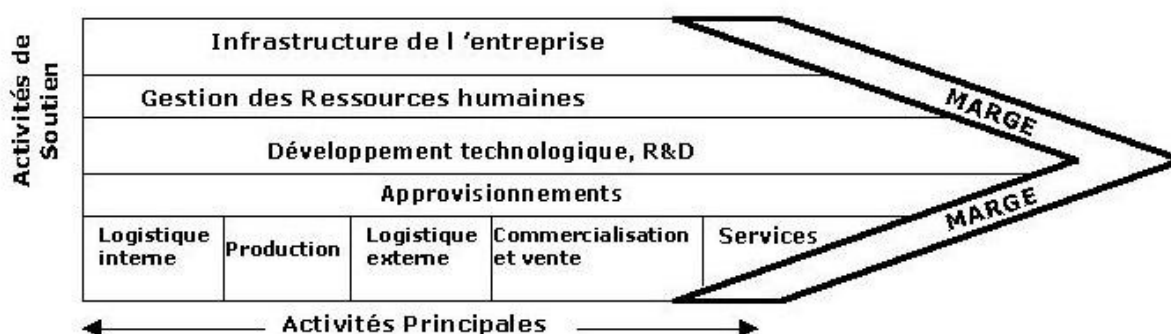 Activités de
Soutien
Infrastructure de l 'entreprise
Gestion des Ressources humaines
Développement technologique, R&D
Approvisionnements
Logistique
interne
Production
Logistique
externe
Commercialisation
et vente
Services
MARGE
MARGE
Activités Principales